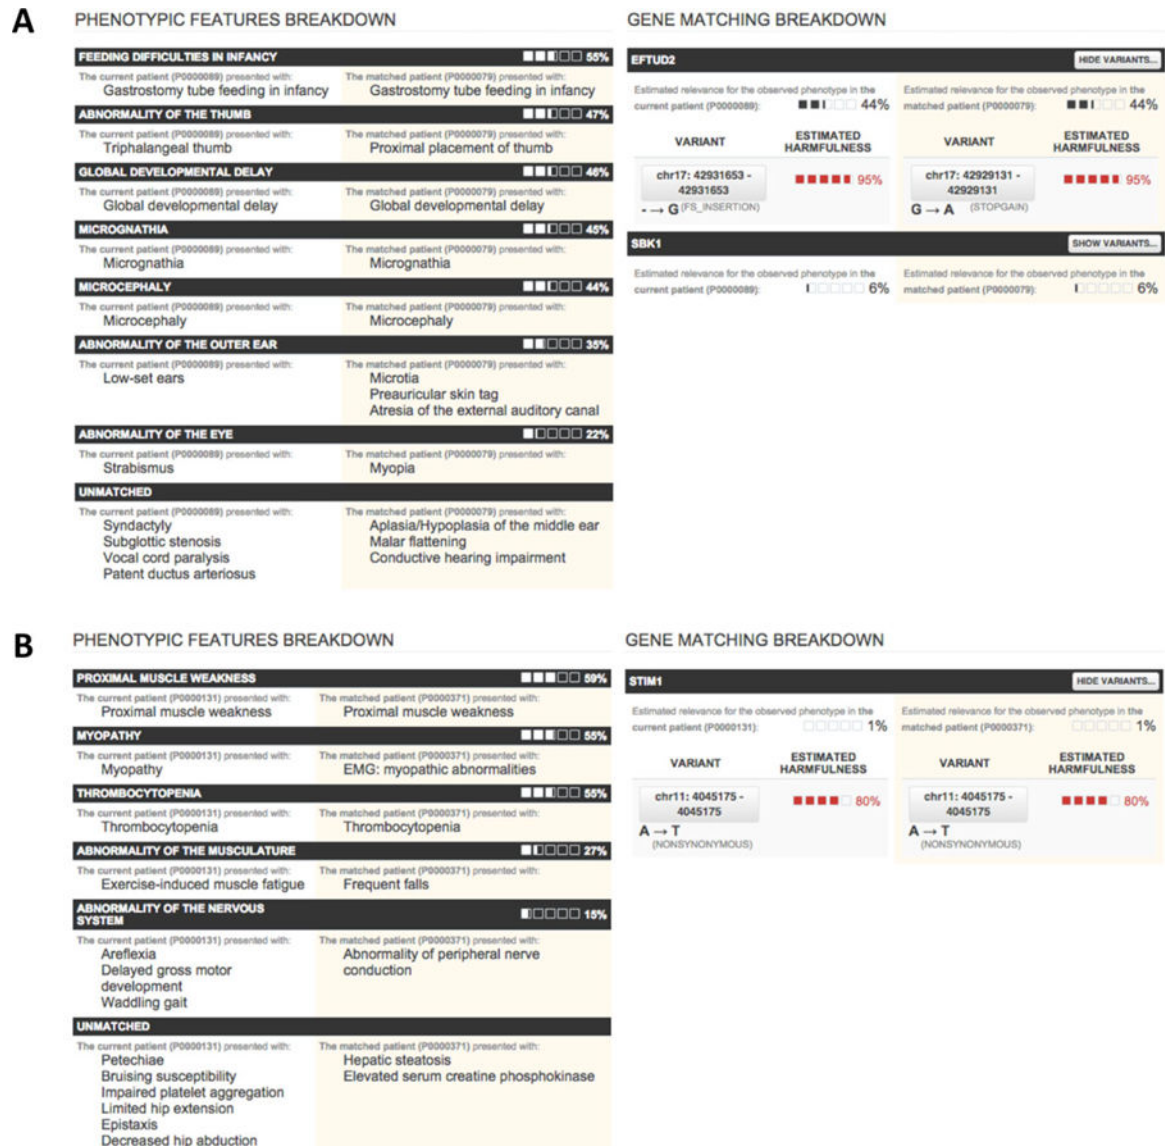 A
PHENOTYPIC FEATURES BREAKDOWN
FEEDING DIFFICULTIES IN INFANCY 55%
The current patient (P0000089) presented with: The matched patient (P0000079) presented with:
Gastrostomy tube feeding in infancy Gastrostomy tube feeding in infancy
ABNORMALITY OF THE THUMB 47%
The current patient (P0000089) presented with: The matched patient (P0000079) presented with:
Triphalangeal thumb Proximal placement of thumb
GLOBAL DEVELOPMENTAL DELAY 46%
The current patient (P0000089) presented with: The matched patient (P0000079) presented with:
Global developmental delay Global developmental delay
MICROGNATHIA 45%
The current patient (P0000089) presented with: The matched patient (P0000079) presented with:
Micrognathia Micrognathia
MICROCEPHALY 44%
The current patient (P0000089) presented with: The matched patient (P0000079) presented with:
Microcephaly Microcephaly
ABNORMALITY OF THE OUTER EAR 35%
The current patient (P0000089) presented with: The matched patient (P0000079) presented with:
Low-set ears Microtia
Preauricular skin tag
Atresia of the external auditory canal
ABNORMALITY OF THE EYE 22%
The current patient (P0000089) presented with: The matched patient (P0000079) presented with:
Strabismus Myopia
UNMATCHED
The current patient (P0000089) presented with: The matched patient (P0000079) presented with:
Syndactyly Aplasia/Hypoplasia of the middle ear
Subglottic stenosis Malar flattening
Vocal cord paralysis Conductive hearing impairment
Patent ductus arteriosus
GENE MATCHING BREAKDOWN
EFTUD2 HIDE VARIANTS...
Estimated relevance for the observed phenotype in the Estimated relevance for the observed phenotype in the
current patient (P0000089): 44% matched patient (P0000079): 44%
VARIANT ESTIMATED HARMFULNESS VARIANT ESTIMATED HARMFULNESS
chr17: 42931653 - 95% chr17: 42929131 - 95%
42931653 42929131
- → G (FS_INSERTION) G → A (STOPGAIN)
SBK1 SHOW VARIANTS...
Estimated relevance for the observed phenotype in the Estimated relevance for the observed phenotype in the
current patient (P0000089): 6% matched patient (P0000079): 6%
B
PHENOTYPIC FEATURES BREAKDOWN
PROXIMAL MUSCLE WEAKNESS 59%
The current patient (P0000131) presented with: The matched patient (P0000371) presented with:
Proximal muscle weakness Proximal muscle weakness
MYOPATHY 55%
The current patient (P0000131) presented with: The matched patient (P0000371) presented with:
Myopathy EMG: myopathic abnormalities
THROMBOCYTOPENIA 55%
The current patient (P0000131) presented with: The matched patient (P0000371) presented with:
Thrombocytopenia Thrombocytopenia
ABNORMALITY OF THE MUSCULATURE 27%
The current patient (P0000131) presented with: The matched patient (P0000371) presented with:
Exercise-induced muscle fatigue Frequent falls
ABNORMALITY OF THE NERVOUS
SYSTEM 15%
The current patient (P0000131) presented with: The matched patient (P0000371) presented with:
Areflexia Abnormality of peripheral nerve
Delayed gross motor conduction
development
Waddling gait
UNMATCHED
The current patient (P0000131) presented with: The matched patient (P0000371) presented with:
Petechiae Hepatic steatosis
Bruising susceptibility Elevated serum creatine phosphokinase
Impaired platelet aggregation
Limited hip extension
Epistaxis
Decreased hip abduction
GENE MATCHING BREAKDOWN
STIM1 HIDE VARIANTS...
Estimated relevance for the observed phenotype in the Estimated relevance for the observed phenotype in the
current patient (P0000131): 1% matched patient (P0000371): 1%
VARIANT ESTIMATED HARMFULNESS VARIANT ESTIMATED HARMFULNESS
chr11: 4045175 - 80% chr11: 4045175 - 80%
4045175 4045175
A → T A → T
(NONSYNONYMOUS) (NONSYNONYMOUS)